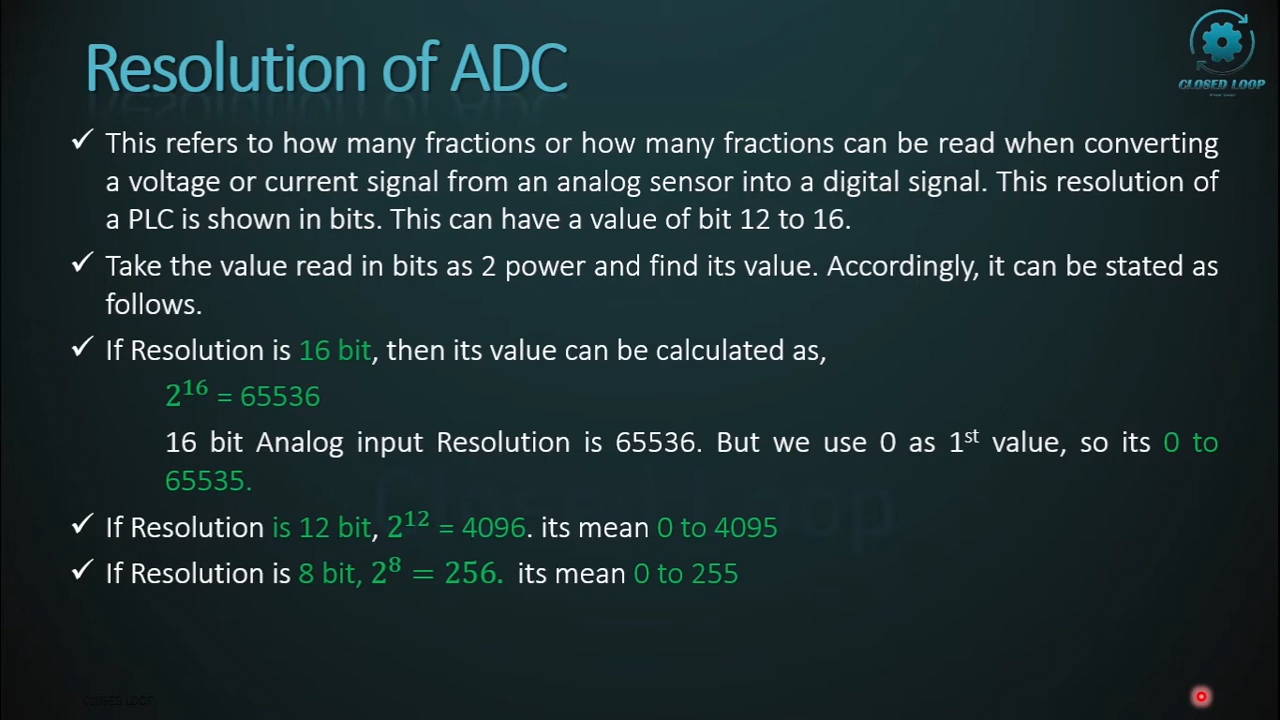 Resolution of ADC
CLOSED LOOP
✓ This refers to how many fractions or how many fractions can be read when converting
a voltage or current signal from an analog sensor into a digital signal. This resolution of
a PLC is shown in bits. This can have a value of bit 12 to 16.
✓ Take the value read in bits as 2 power and find its value. Accordingly, it can be stated as
follows.
✓ If Resolution is 16 bit, then its value can be calculated as,
2¹⁶ = 65536
16 bit Analog input Resolution is 65536. But we use 0 as 1ˢᵗ value, so its 0 to
65535.
✓ If Resolution is 12 bit, 2¹² = 4096. its mean 0 to 4095
✓ If Resolution is 8 bit, 2⁸ = 256. its mean 0 to 255
Closed Loop
CLOSED LOOP